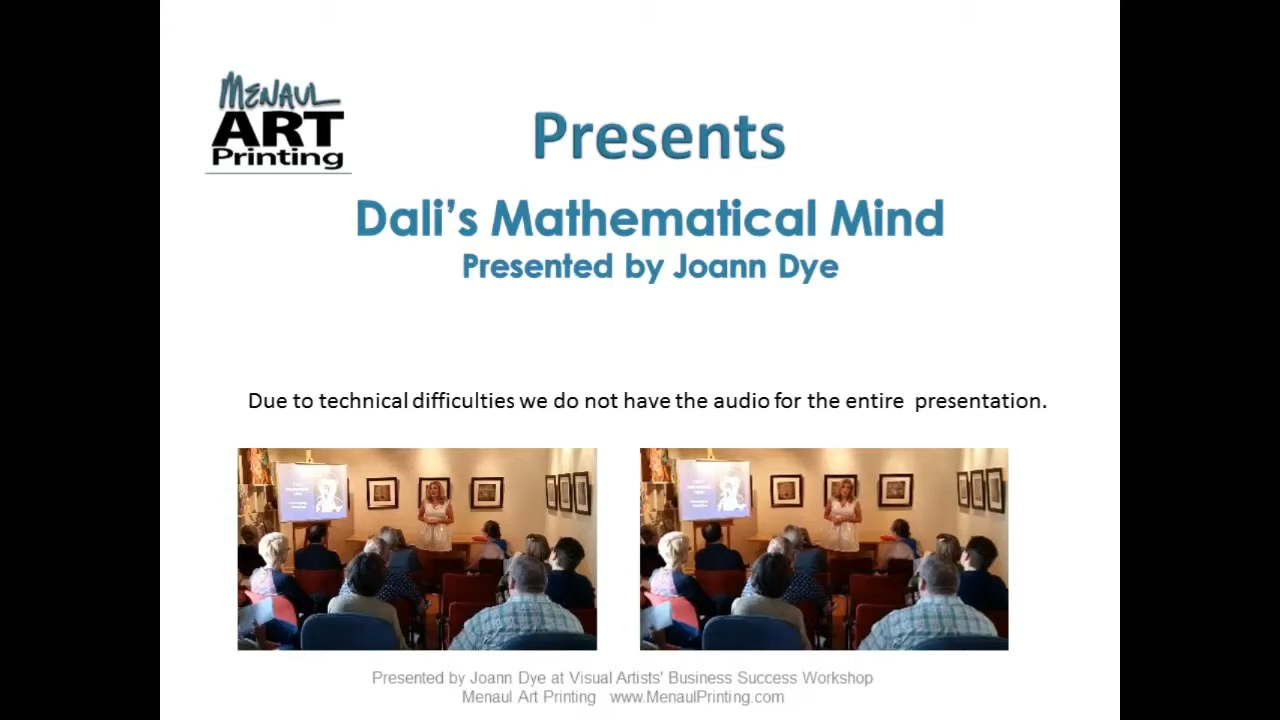 MENAUL
ART
Printing
Presents
Dali’s Mathematical Mind
Presented by Joann Dye
Due to technical difficulties we do not have the audio for the entire  presentation.
Presented by Joann Dye at Visual Artists' Business Success Workshop
Menaul Art Printing   www.MenaulPrinting.com